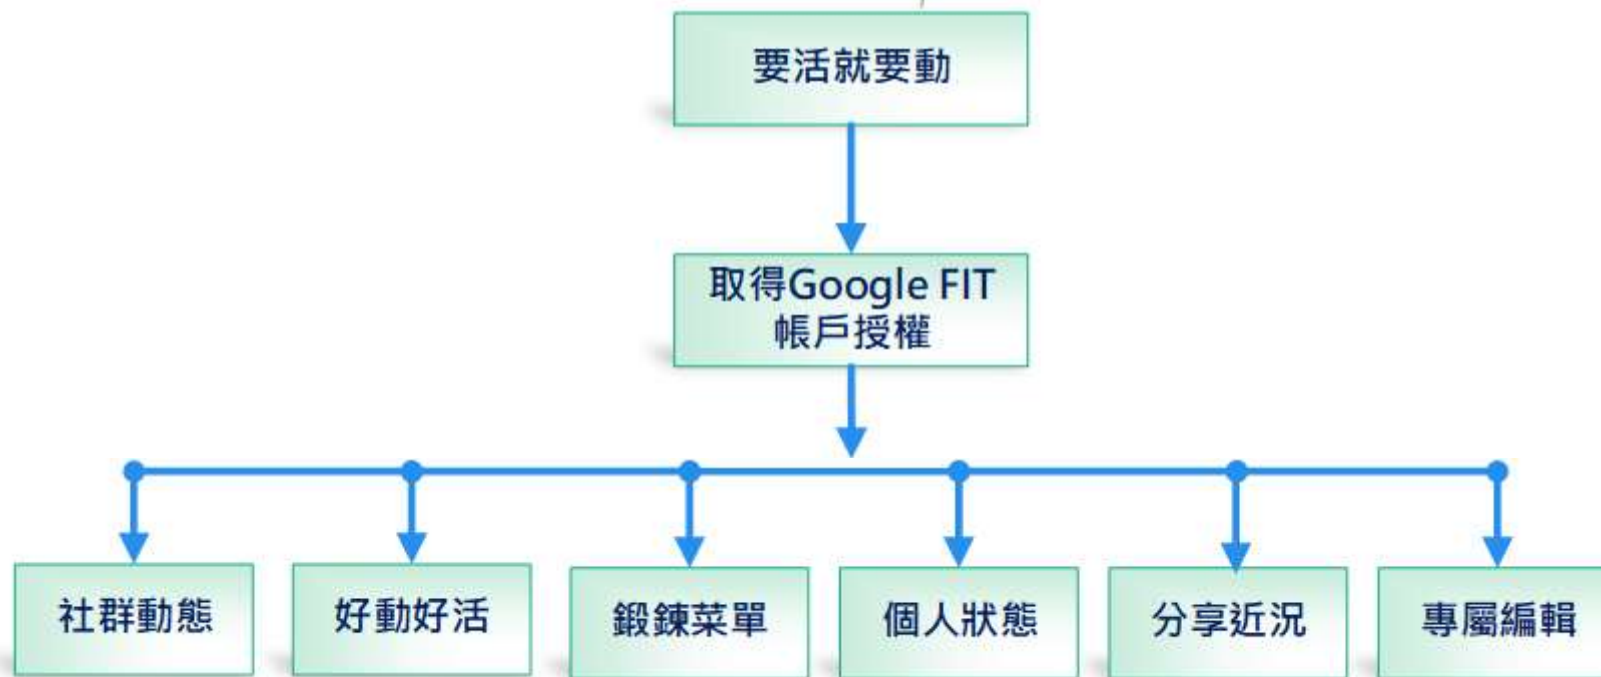 要活就要動
取得Google FIT
帳戶授權
社群動態
好動好活
鍛鍊菜單
個人狀態
分享近況
專屬編輯